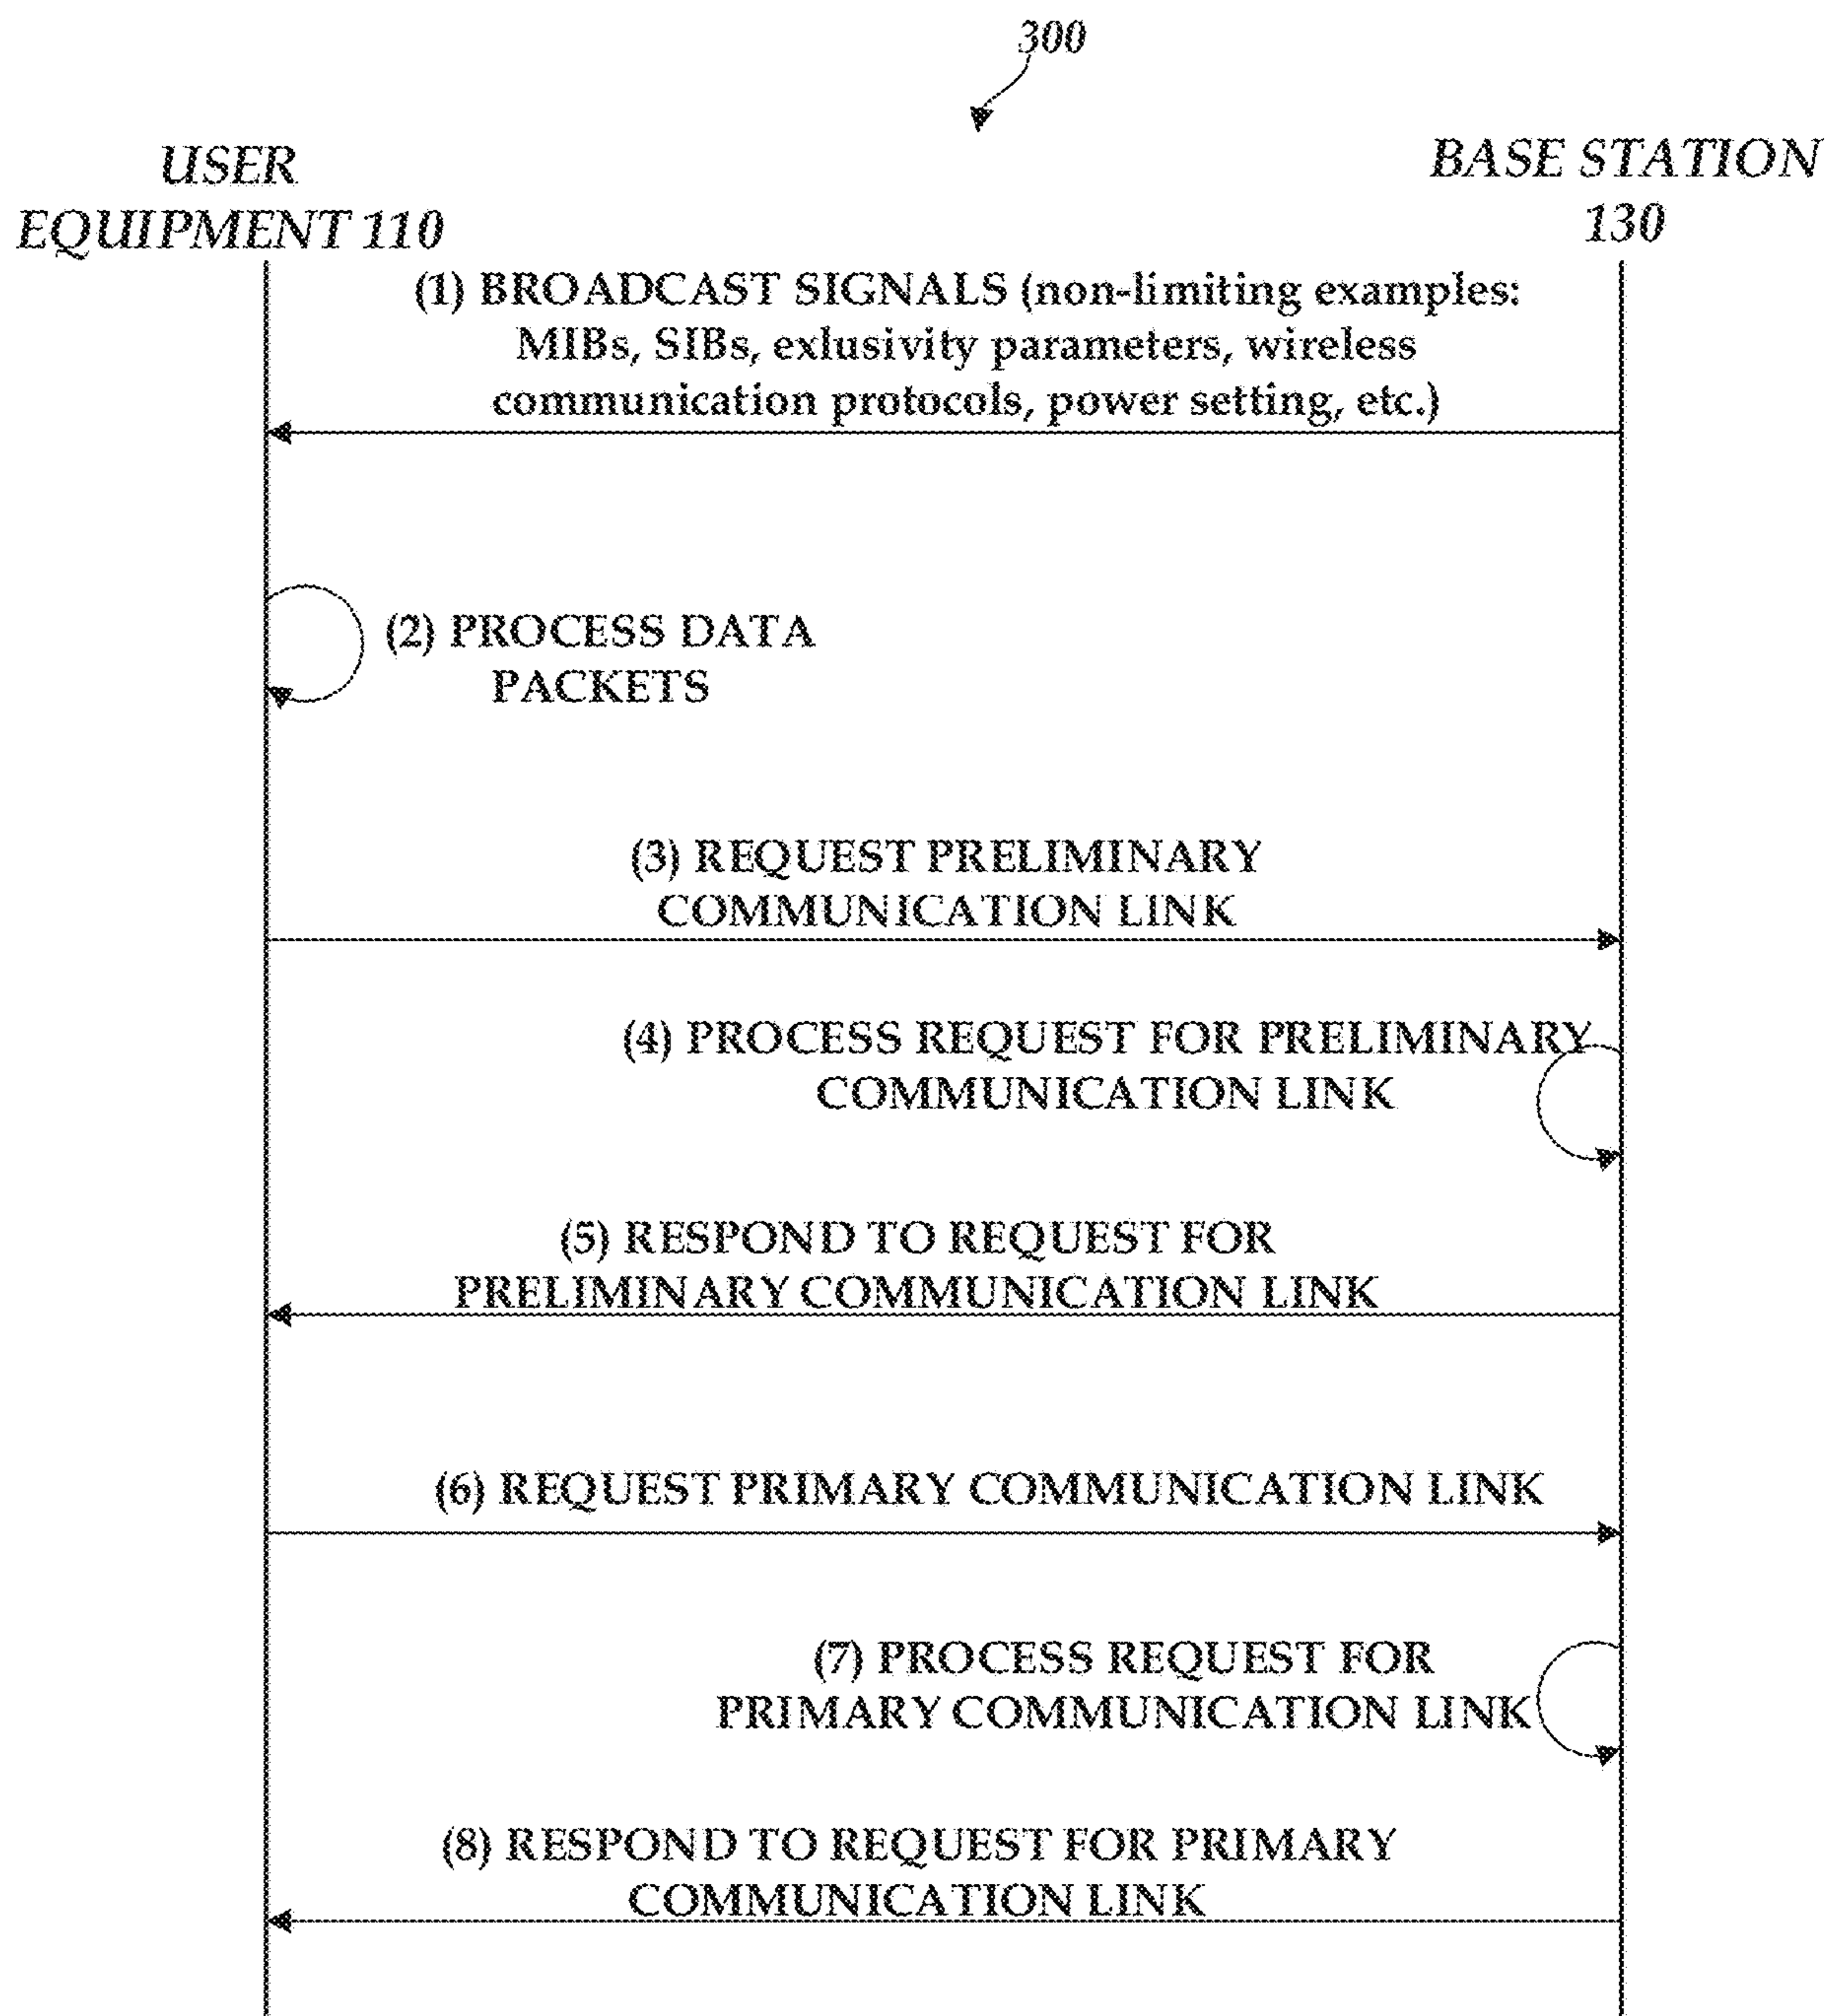 300
USER
EQUIPMENT 110
BASE STATION
130
(1) BROADCAST SIGNALS (non-limiting examples:
MIBs, SIBs, exlusivity parameters, wireless
communication protocols, power setting, etc.)
(2) PROCESS DATA
PACKETS
(3) REQUEST PRELIMINARY
COMMUNICATION LINK
(4) PROCESS REQUEST FOR PRELIMINARY
COMMUNICATION LINK
(5) RESPOND TO REQUEST FOR
PRELIMINARY COMMUNICATION LINK
(6) REQUEST PRIMARY COMMUNICATION LINK
(7) PROCESS REQUEST FOR
PRIMARY COMMUNICATION LINK
(8) RESPOND TO REQUEST FOR PRIMARY
COMMUNICATION LINK